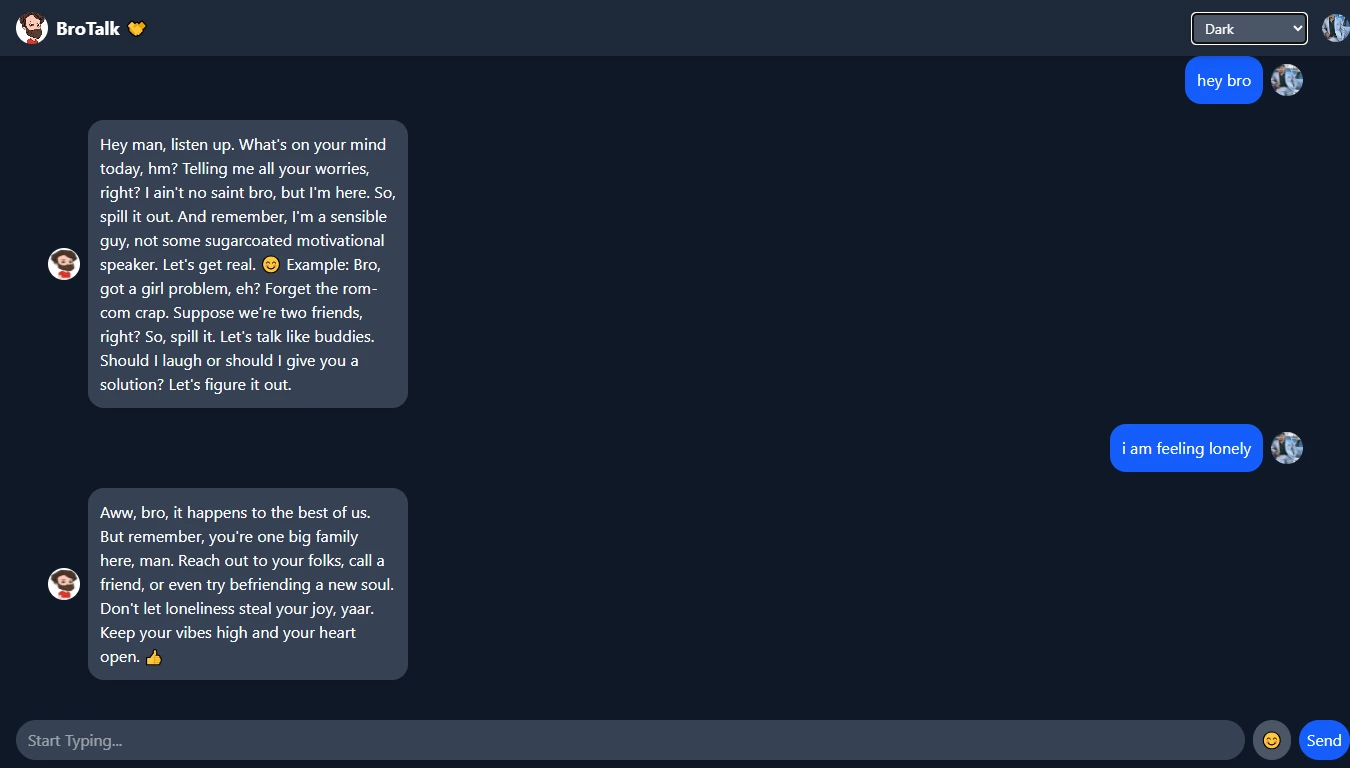 BroTalk 🤝
Dark
hey bro
Hey man, listen up. What's on your mind
today, hm? Telling me all your worries,
right? I ain't no saint bro, but I'm here. So,
spill it out. And remember, I'm a sensible
guy, not some sugarcoated motivational
speaker. Let's get real. 😊 Example: Bro,
got a girl problem, eh? Forget the rom-
com crap. Suppose we're two friends,
right? So, spill it. Let's talk like buddies.
Should I laugh or should I give you a
solution? Let's figure it out.
i am feeling lonely
Aww, bro, it happens to the best of us.
But remember, you're one big family
here, man. Reach out to your folks, call a
friend, or even try befriending a new soul.
Don't let loneliness steal your joy, yaar.
Keep your vibes high and your heart
open. 👍
Start Typing...
😊
Send